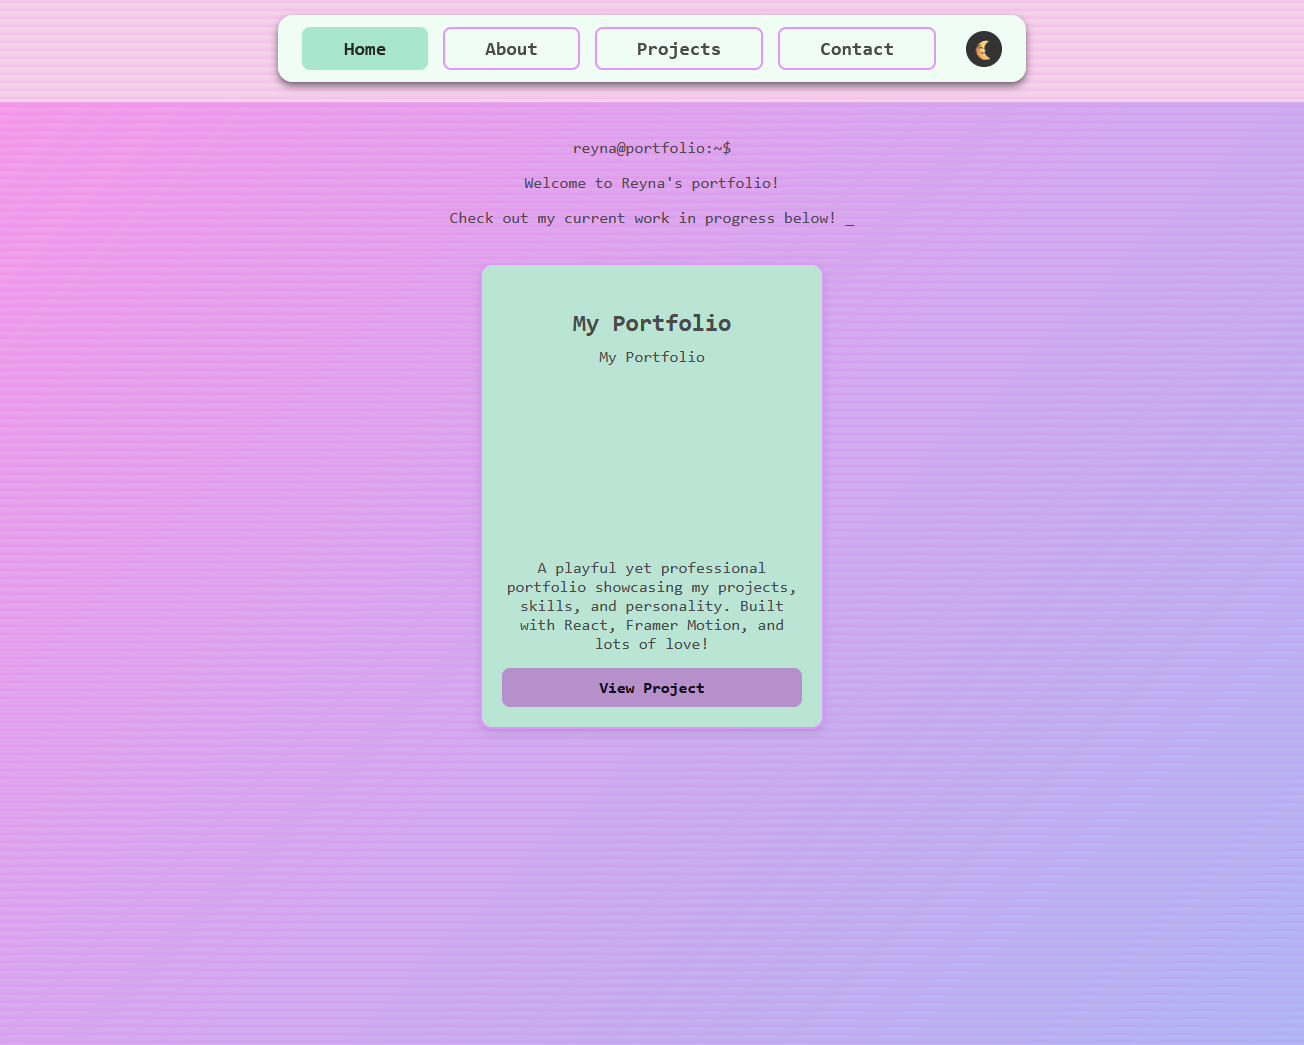 Home About Projects Contact
reyna@portfolio:~$
Welcome to Reyna's portfolio!
Check out my current work in progress below! _
My Portfolio
My Portfolio
A playful yet professional
portfolio showcasing my projects,
skills, and personality. Built
with React, Framer Motion, and
lots of love!
View Project